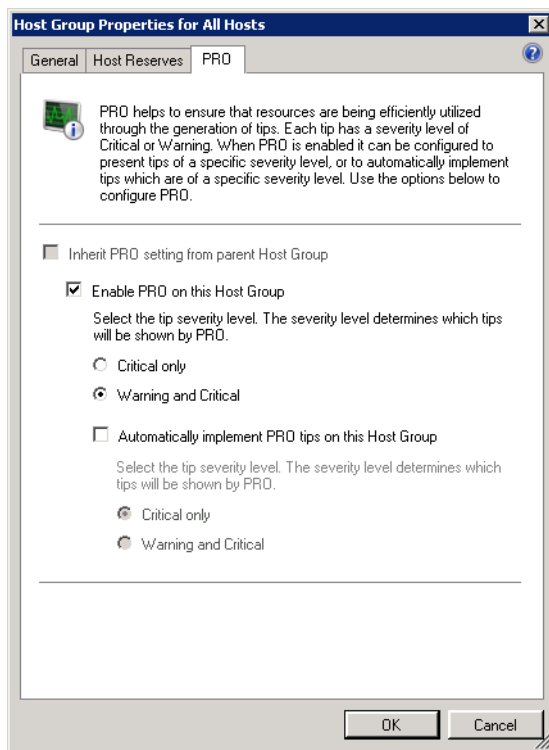 Host Group Properties for All Hosts
General
Host Reserves
PRO
PRO helps to ensure that resources are being efficiently utilized
through the generation of tips. Each tip has a severity level of
Critical or Warning. When PRO is enabled it can be configured to
present tips of a specific severity level, or to automatically implement
tips which are of a specific severity level. Use the options below to
configure PRO.
Inherit PRO setting from parent Host Group
Enable PRO on this Host Group
Select the tip severity level. The severity level determines which tips
will be shown by PRO.
Critical only
Warning and Critical
Automatically implement PRO tips on this Host Group
Select the tip severity level. The severity level determines which
tips will be shown by PRO.
Critical only
Warning and Critical
OK
Cancel